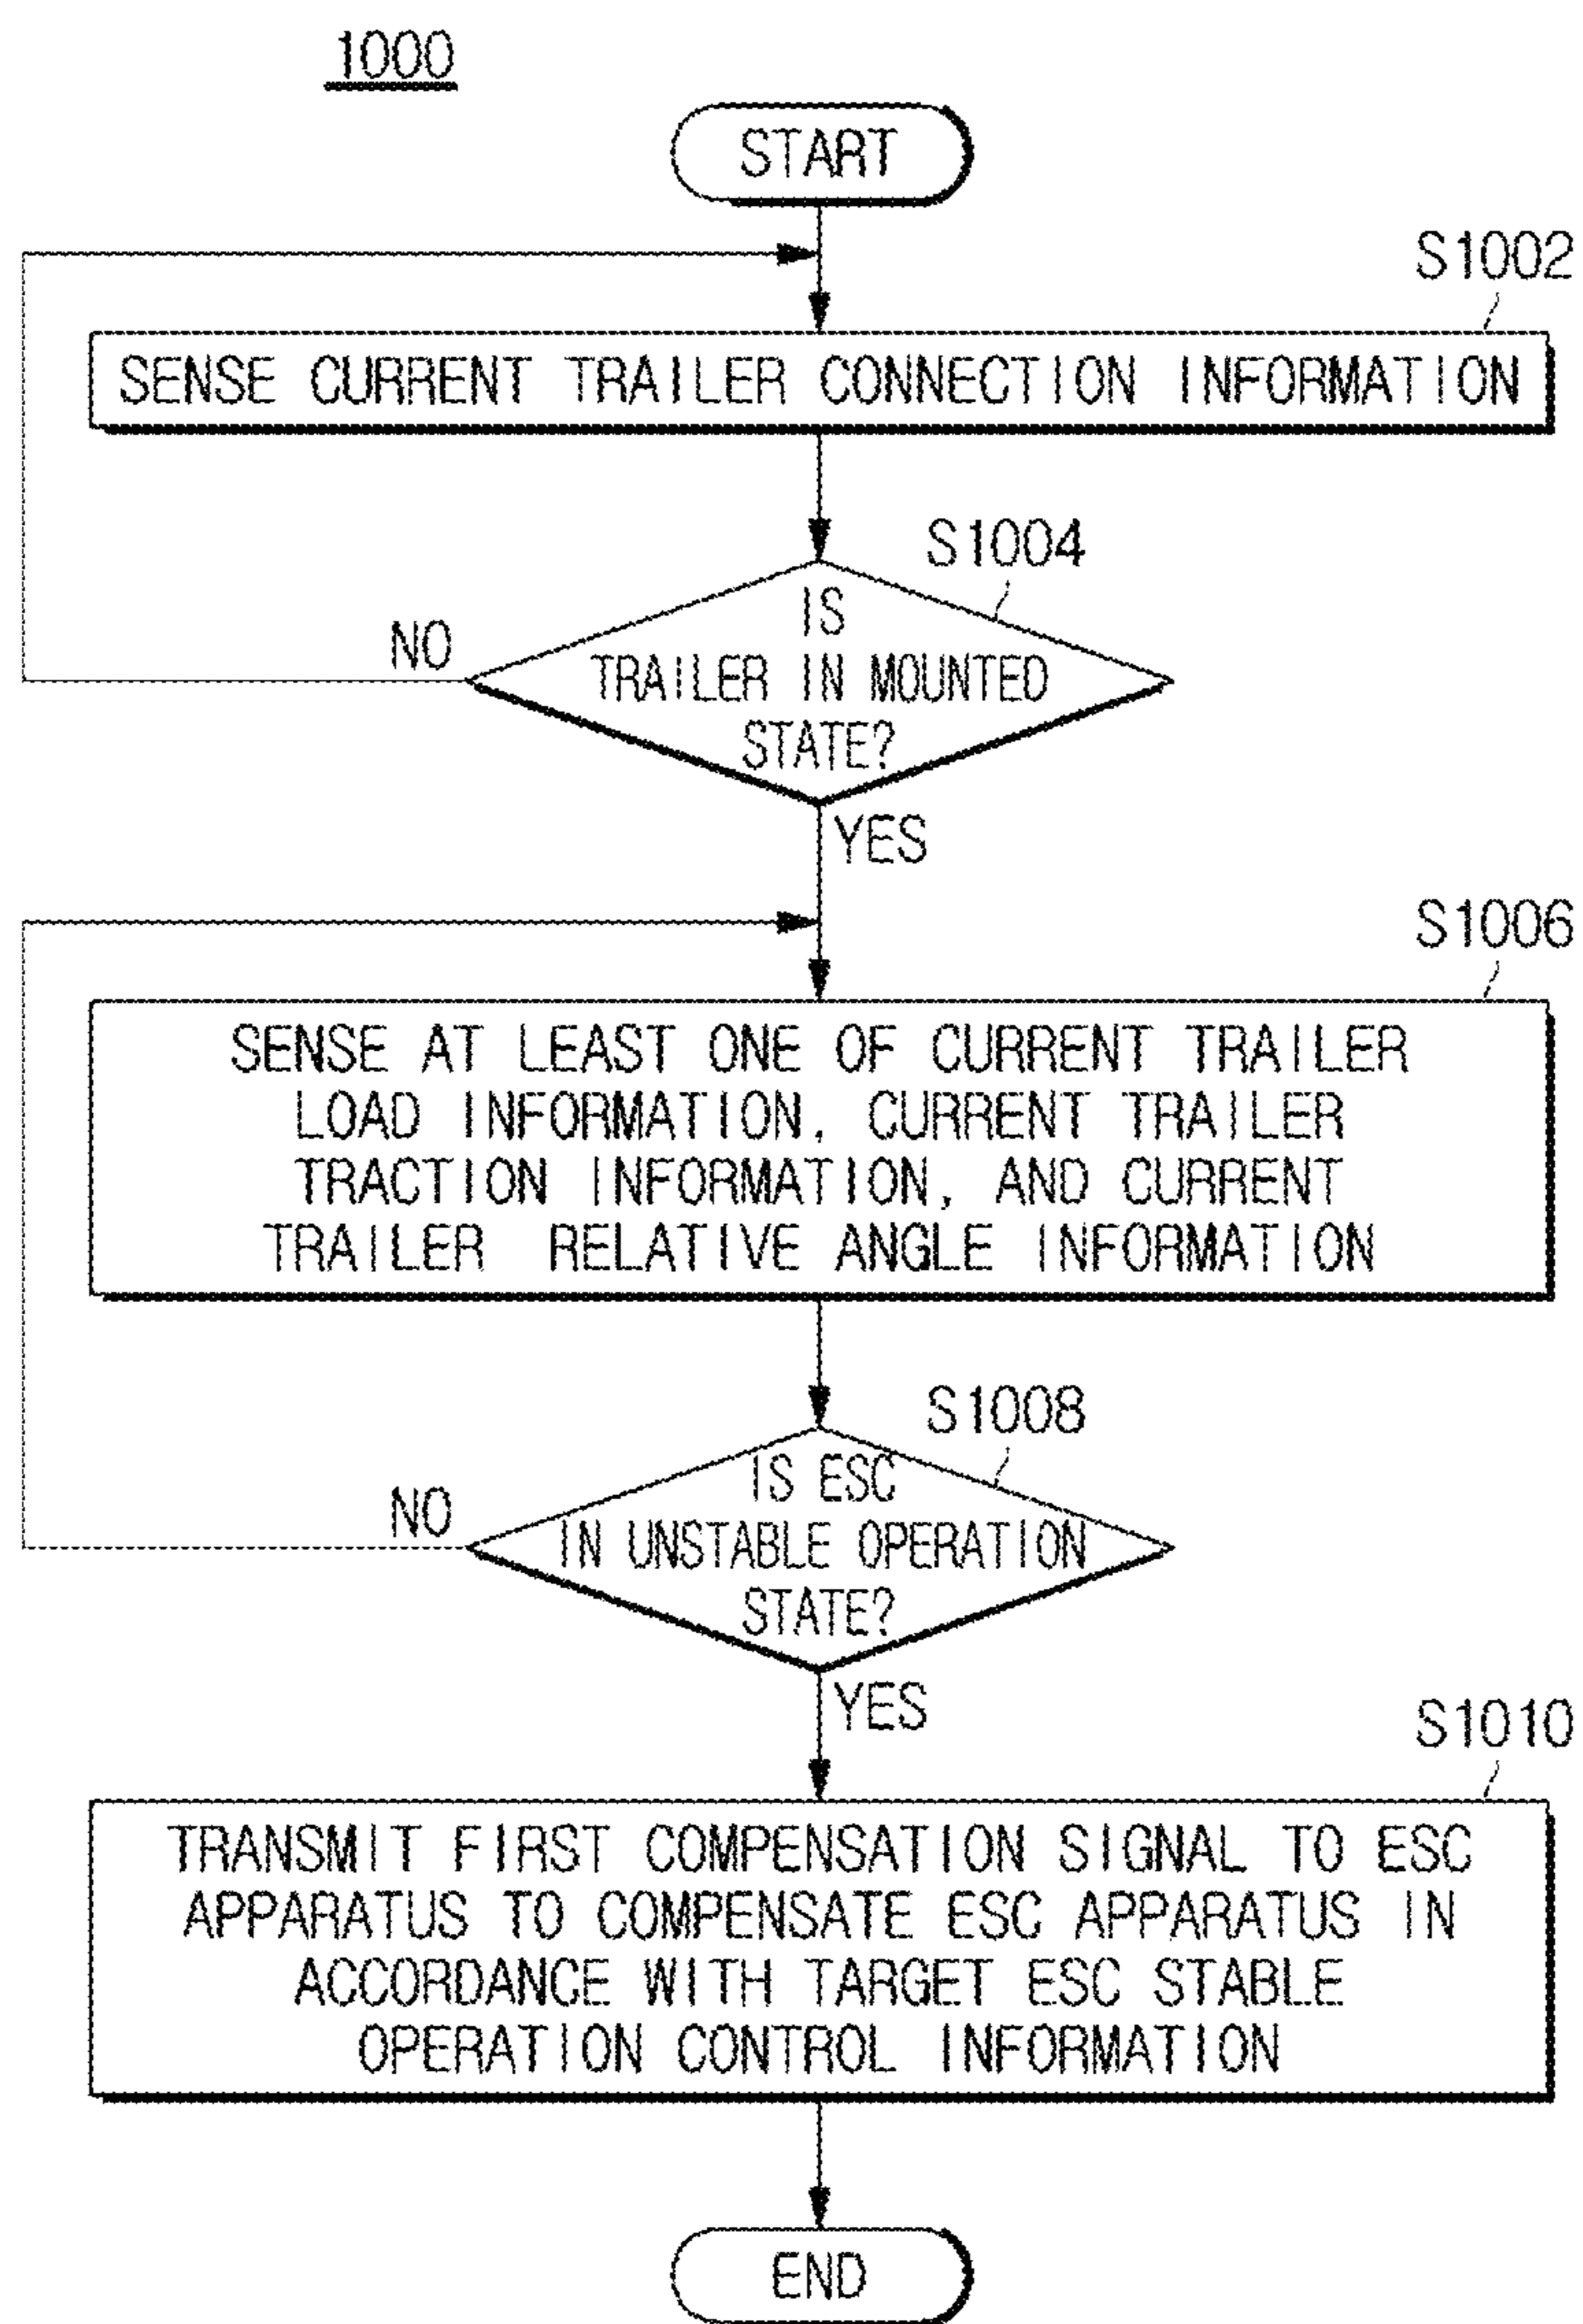 1000
START
S1002
SENSE CURRENT TRAILER CONNECTION INFORMATION
S1004
IS
TRAILER IN MOUNTED
STATE?
NO
YES
S1006
SENSE AT LEAST ONE OF CURRENT TRAILER
LOAD INFORMATION, CURRENT TRAILER
TRACTION INFORMATION, AND CURRENT
TRAILER RELATIVE ANGLE INFORMATION
S1008
IS ESC
IN UNSTABLE OPERATION
STATE?
NO
YES
S1010
TRANSMIT FIRST COMPENSATION SIGNAL TO ESC
APPARATUS TO COMPENSATE ESC APPARATUS IN
ACCORDANCE WITH TARGET ESC STABLE
OPERATION CONTROL INFORMATION
END